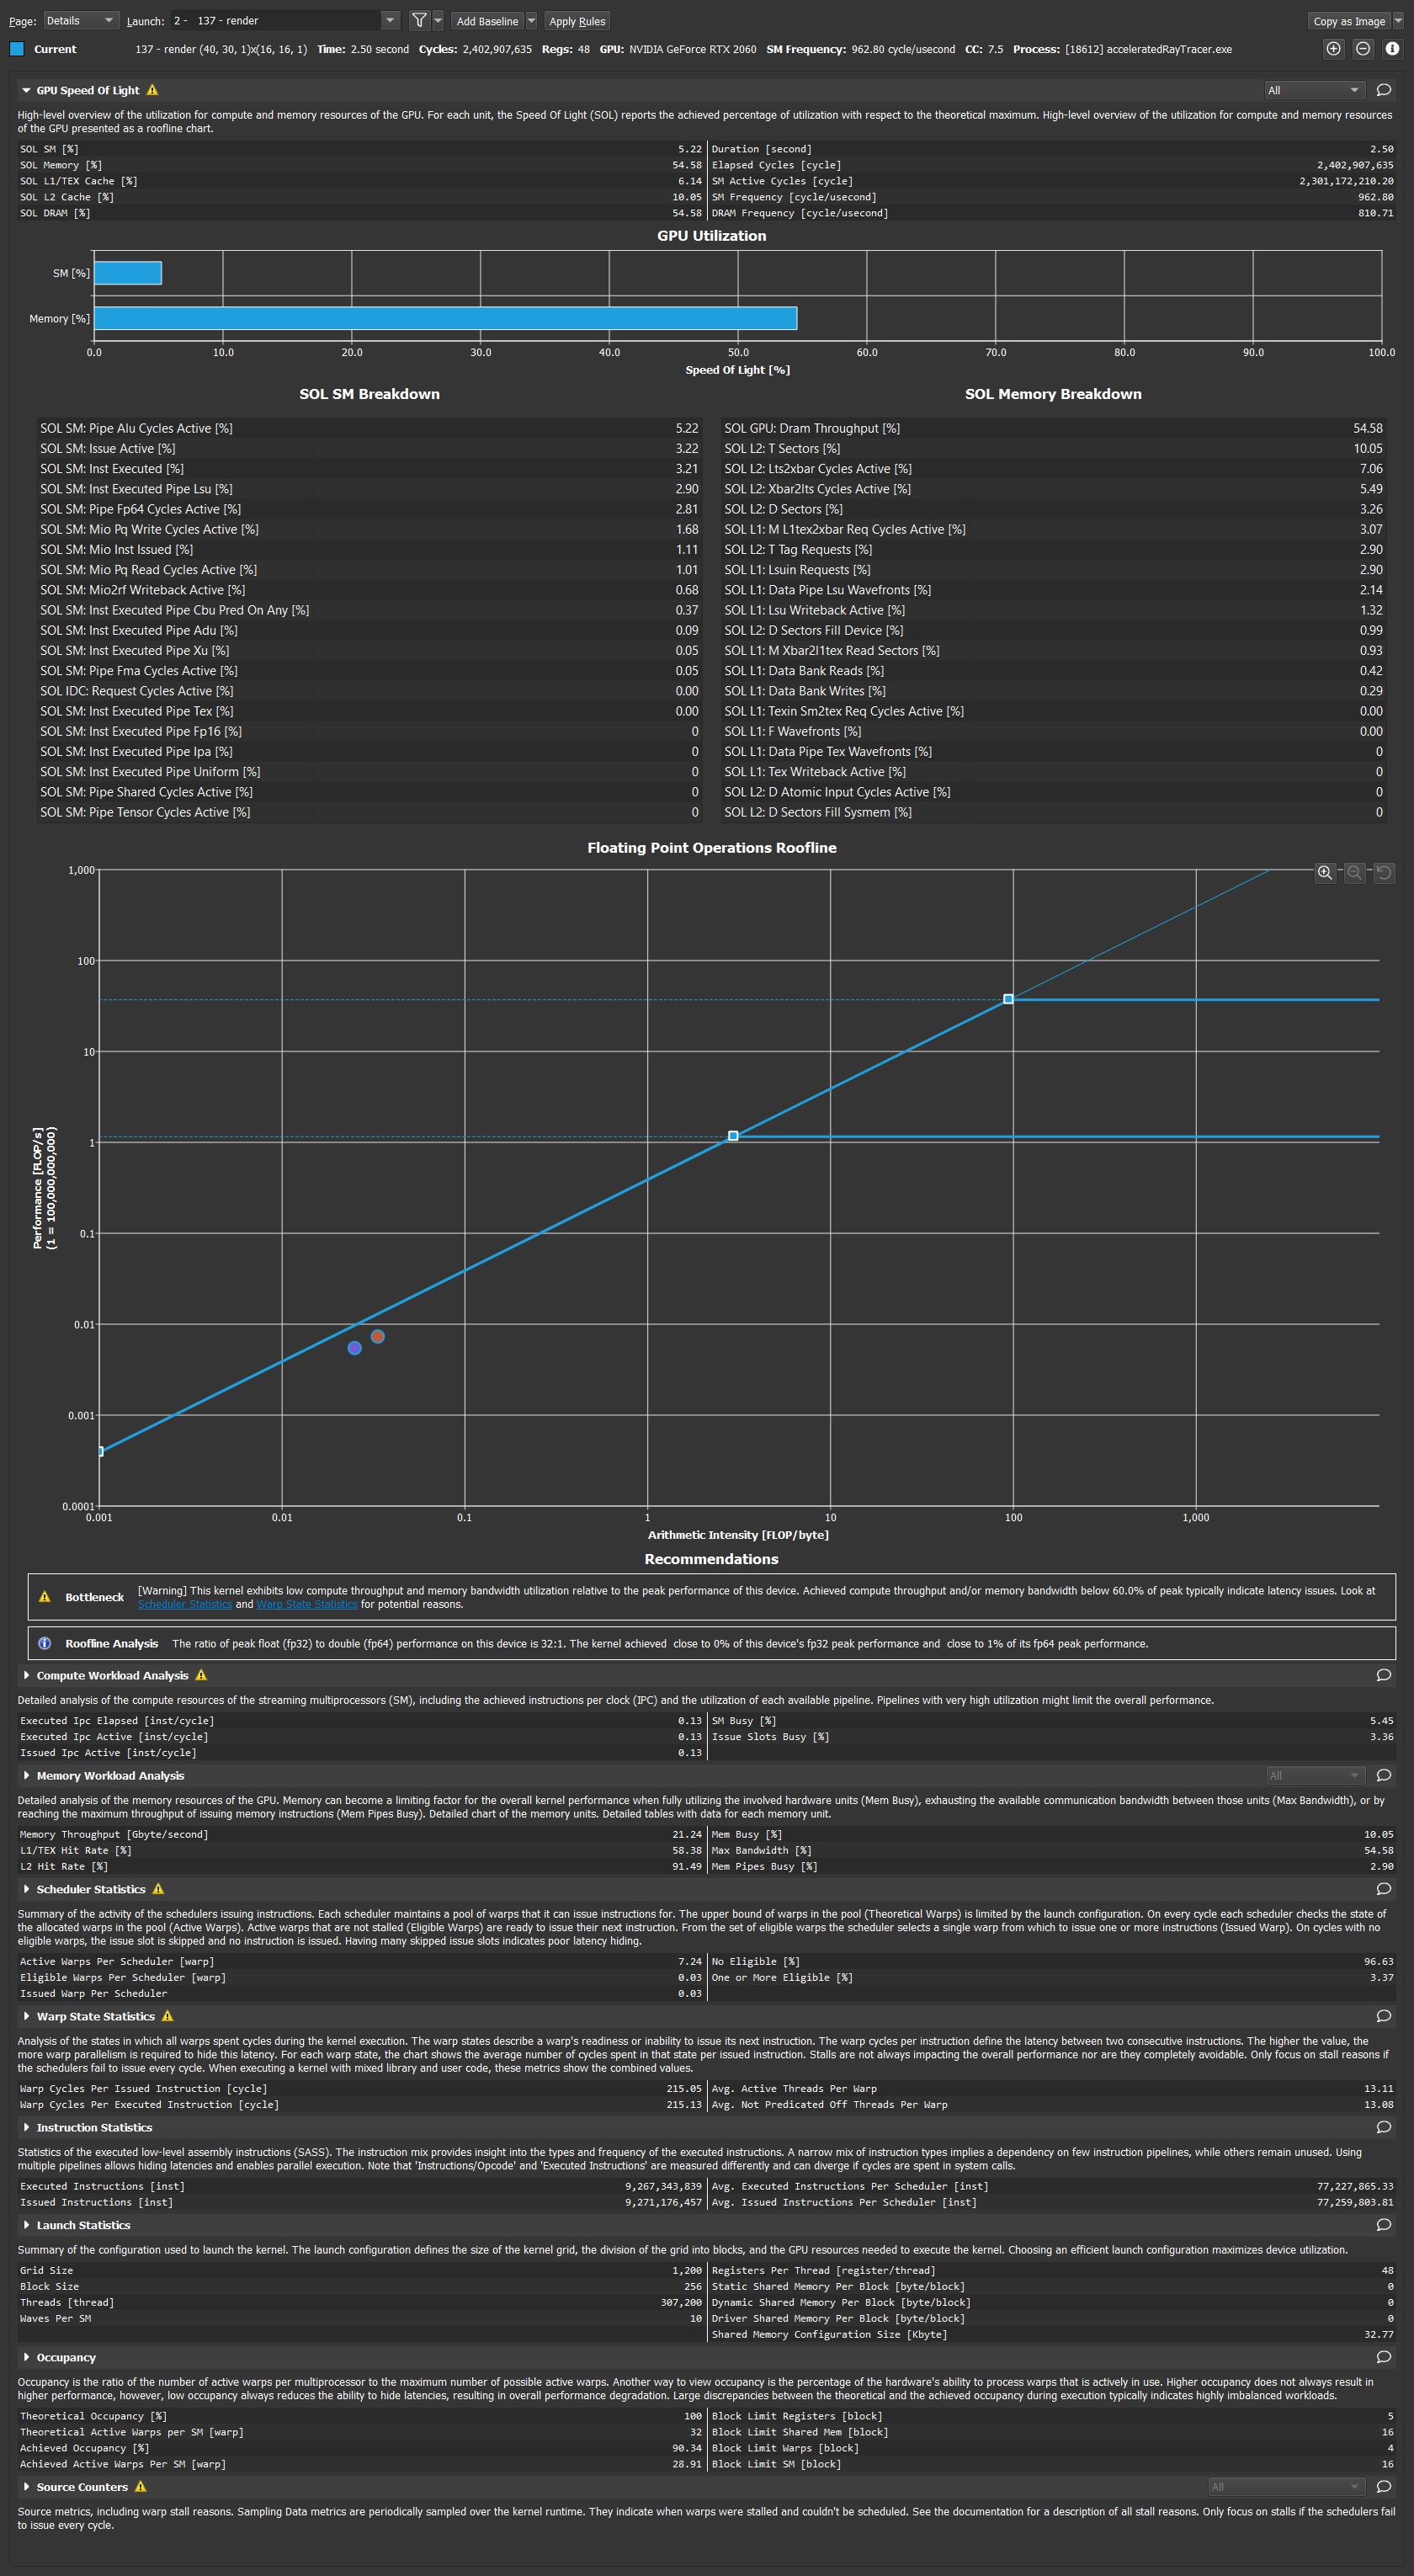 Page: Details Launch: 2 - 137 - render Add Baseline Apply Rules Copy as Image
Current 137 - render (40, 30, 1)x(16, 16, 1) Time: 2.50 second Cycles: 2,402,907,635 Regs: 48 GPU: NVIDIA GeForce RTX 2060 SM Frequency: 962.80 cycle/usecond CC: 7.5 Process: [18612] acceleratedRayTracer.exe
GPU Speed Of Light All
High-level overview of the utilization for compute and memory resources of the GPU. For each unit, the Speed Of Light (SOL) reports the achieved percentage of utilization with respect to the theoretical maximum. High-level overview of the utilization for compute and memory resources
of the GPU presented as a roofline chart.
SOL SM [%] 5.22 Duration [second] 2.50
SOL Memory [%] 54.58 Elapsed Cycles [cycle] 2,402,907,635
SOL L1/TEX Cache [%] 6.14 SM Active Cycles [cycle] 2,301,172,210.20
SOL L2 Cache [%] 10.05 SM Frequency [cycle/usecond] 962.80
SOL DRAM [%] 54.58 DRAM Frequency [cycle/usecond] 810.71
GPU Utilization
SM [%]
Memory [%]
0.0 10.0 20.0 30.0 40.0 50.0 60.0 70.0 80.0 90.0 100.0
Speed Of Light [%]
SOL SM Breakdown
SOL SM: Pipe Alu Cycles Active [%] 5.22
SOL SM: Issue Active [%] 3.22
SOL SM: Inst Executed [%] 3.21
SOL SM: Inst Executed Pipe Lsu [%] 2.90
SOL SM: Pipe Fp64 Cycles Active [%] 2.81
SOL SM: Mio Pq Write Cycles Active [%] 1.68
SOL SM: Mio Inst Issued [%] 1.11
SOL SM: Mio Pq Read Cycles Active [%] 1.01
SOL SM: Mio2rf Writeback Active [%] 0.68
SOL SM: Inst Executed Pipe Cbu Pred On Any [%] 0.37
SOL SM: Inst Executed Pipe Adu [%] 0.09
SOL SM: Inst Executed Pipe Xu [%] 0.05
SOL SM: Pipe Fma Cycles Active [%] 0.05
SOL IDC: Request Cycles Active [%] 0.00
SOL SM: Inst Executed Pipe Tex [%] 0.00
SOL SM: Inst Executed Pipe Fp16 [%] 0
SOL SM: Inst Executed Pipe Ipa [%] 0
SOL SM: Inst Executed Pipe Uniform [%] 0
SOL SM: Pipe Shared Cycles Active [%] 0
SOL SM: Pipe Tensor Cycles Active [%] 0
SOL Memory Breakdown
SOL GPU: Dram Throughput [%] 54.58
SOL L2: T Sectors [%] 10.05
SOL L2: Lts2xbar Cycles Active [%] 7.06
SOL L2: Xbar2lts Cycles Active [%] 5.49
SOL L2: D Sectors [%] 3.26
SOL L1: M L1tex2xbar Req Cycles Active [%] 3.07
SOL L2: T Tag Requests [%] 2.90
SOL L1: Lsuin Requests [%] 2.90
SOL L1: Data Pipe Lsu Wavefronts [%] 2.14
SOL L1: Lsu Writeback Active [%] 1.32
SOL L2: D Sectors Fill Device [%] 0.99
SOL L1: M Xbar2l1tex Read Sectors [%] 0.93
SOL L1: Data Bank Reads [%] 0.42
SOL L1: Data Bank Writes [%] 0.29
SOL L1: Texin Sm2tex Req Cycles Active [%] 0.00
SOL L1: F Wavefronts [%] 0.00
SOL L1: Data Pipe Tex Wavefronts [%] 0
SOL L1: Tex Writeback Active [%] 0
SOL L2: D Atomic Input Cycles Active [%] 0
SOL L2: D Sectors Fill Sysmem [%] 0
Floating Point Operations Roofline
1,000
100
10
1
0.1
0.01
0.001
0.0001
Performance [FLOP/s]
(1 = 100,000,000,000)
0.001 0.01 0.1 1 10 100 1,000
Arithmetic Intensity [FLOP/byte]
Recommendations
Bottleneck [Warning] This kernel exhibits low compute throughput and memory bandwidth utilization relative to the peak performance of this device. Achieved compute throughput and/or memory bandwidth below 60.0% of peak typically indicate latency issues. Look at
Scheduler Statistics and Warp State Statistics for potential reasons.
Roofline Analysis The ratio of peak float (fp32) to double (fp64) performance on this device is 32:1. The kernel achieved close to 0% of this device's fp32 peak performance and close to 1% of its fp64 peak performance.
Compute Workload Analysis
Detailed analysis of the compute resources of the streaming multiprocessors (SM), including the achieved instructions per clock (IPC) and the utilization of each available pipeline. Pipelines with very high utilization might limit the overall performance.
Executed Ipc Elapsed [inst/cycle] 0.13 SM Busy [%] 5.45
Executed Ipc Active [inst/cycle] 0.13 Issue Slots Busy [%] 3.36
Issued Ipc Active [inst/cycle] 0.13
Memory Workload Analysis All
Detailed analysis of the memory resources of the GPU. Memory can become a limiting factor for the overall kernel performance when fully utilizing the involved hardware units (Mem Busy), exhausting the available communication bandwidth between those units (Max Bandwidth), or by
reaching the maximum throughput of issuing memory instructions (Mem Pipes Busy). Detailed chart of the memory units. Detailed tables with data for each memory unit.
Memory Throughput [Gbyte/second] 21.24 Mem Busy [%] 10.05
L1/TEX Hit Rate [%] 58.38 Max Bandwidth [%] 54.58
L2 Hit Rate [%] 91.49 Mem Pipes Busy [%] 2.90
Scheduler Statistics
Summary of the activity of the schedulers issuing instructions. Each scheduler maintains a pool of warps that it can issue instructions for. The upper bound of warps in the pool (Theoretical Warps) is limited by the launch configuration. On every cycle each scheduler checks the state of
the allocated warps in the pool (Active Warps). Active warps that are not stalled (Eligible Warps) are ready to issue their next instruction. From the set of eligible warps the scheduler selects a single warp from which to issue one or more instructions (Issued Warp). On cycles with no
eligible warps, the issue slot is skipped and no instruction is issued. Having many skipped issue slots indicates poor latency hiding.
Active Warps Per Scheduler [warp] 7.24 No Eligible [%] 96.63
Eligible Warps Per Scheduler [warp] 0.03 One or More Eligible [%] 3.37
Issued Warp Per Scheduler 0.03
Warp State Statistics
Analysis of the states in which all warps spent cycles during the kernel execution. The warp states describe a warp's readiness or inability to issue its next instruction. The warp cycles per instruction define the latency between two consecutive instructions. The higher the value, the
more warp parallelism is required to hide this latency. For each warp state, the chart shows the average number of cycles spent in that state per issued instruction. Stalls are not always impacting the overall performance nor are they completely avoidable. Only focus on stall reasons if
the schedulers fail to issue every cycle. When executing a kernel with mixed library and user code, these metrics show the combined values.
Warp Cycles Per Issued Instruction [cycle] 215.05 Avg. Active Threads Per Warp 13.11
Warp Cycles Per Executed Instruction [cycle] 215.13 Avg. Not Predicated Off Threads Per Warp 13.08
Instruction Statistics
Statistics of the executed low-level assembly instructions (SASS). The instruction mix provides insight into the types and frequency of the executed instructions. A narrow mix of instruction types implies a dependency on few instruction pipelines, while others remain unused. Using
multiple pipelines allows hiding latencies and enables parallel execution. Note that 'Instructions/Opcode' and 'Executed Instructions' are measured differently and can diverge if cycles are spent in system calls.
Executed Instructions [inst] 9,267,343,839 Avg. Executed Instructions Per Scheduler [inst] 77,227,865.33
Issued Instructions [inst] 9,271,176,457 Avg. Issued Instructions Per Scheduler [inst] 77,259,803.81
Launch Statistics
Summary of the configuration used to launch the kernel. The launch configuration defines the size of the kernel grid, the division of the grid into blocks, and the GPU resources needed to execute the kernel. Choosing an efficient launch configuration maximizes device utilization.
Grid Size 1,200 Registers Per Thread [register/thread] 48
Block Size 256 Static Shared Memory Per Block [byte/block] 0
Threads [thread] 307,200 Dynamic Shared Memory Per Block [byte/block] 0
Waves Per SM 10 Driver Shared Memory Per Block [byte/block] 0
Shared Memory Configuration Size [Kbyte] 32.77
Occupancy
Occupancy is the ratio of the number of active warps per multiprocessor to the maximum number of possible active warps. Another way to view occupancy is the percentage of the hardware's ability to process warps that is actively in use. Higher occupancy does not always result in
higher performance, however, low occupancy always reduces the ability to hide latencies, resulting in overall performance degradation. Large discrepancies between the theoretical and the achieved occupancy during execution typically indicates highly imbalanced workloads.
Theoretical Occupancy [%] 100 Block Limit Registers [block] 5
Theoretical Active Warps per SM [warp] 32 Block Limit Shared Mem [block] 16
Achieved Occupancy [%] 90.34 Block Limit Warps [block] 4
Achieved Active Warps Per SM [warp] 28.91 Block Limit SM [block] 16
Source Counters All
Source metrics, including warp stall reasons. Sampling Data metrics are periodically sampled over the kernel runtime. They indicate when warps were stalled and couldn't be scheduled. See the documentation for a description of all stall reasons. Only focus on stalls if the schedulers fail
to issue every cycle.